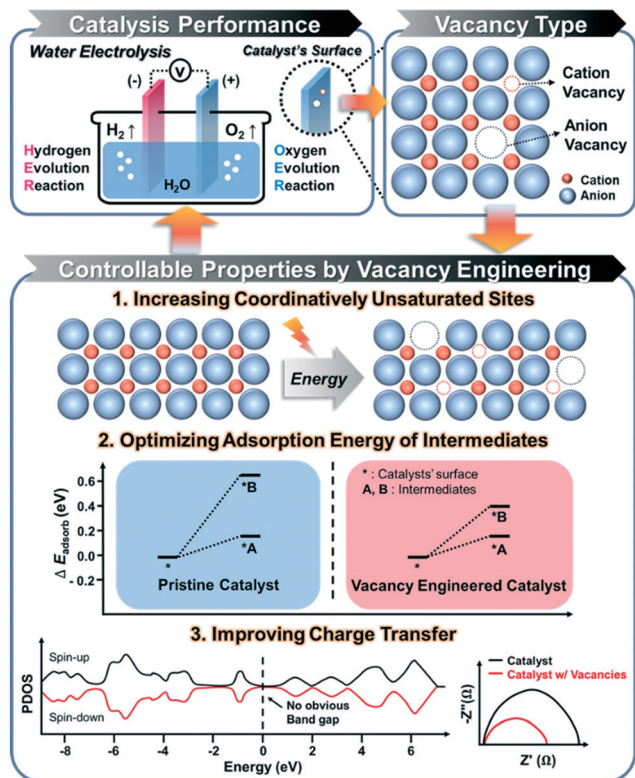 Catalysis Performance
Water Electrolysis
Catalyst's Surface
(-)
V
(+)
H₂↑
O₂↑
Hydrogen
Evolution
Reaction
H₂O
Oxygen
Evolution
Reaction
Vacancy Type
Cation
Vacancy
Anion
Vacancy
Cation
Anion
Controllable Properties by Vacancy Engineering
1. Increasing Coordinatively Unsaturated Sites
Energy
2. Optimizing Adsorption Energy of Intermediates
Δ E adsorb (eV)
0.6
0.4
0.2
0.0
- 0.2
*
*B
*A
Pristine Catalyst
* : Catalysts' surface
A, B : Intermediates
*
*B
*A
Vacancy Engineered Catalyst
3. Improving Charge Transfer
PDOS
Spin-up
Spin-down
No obvious
Band gap
-8 -6 -4 -2 0 2 4 6
Energy (eV)
-Z''(Ω)
Catalyst
Catalyst w/ Vacancies
Z' (Ω)